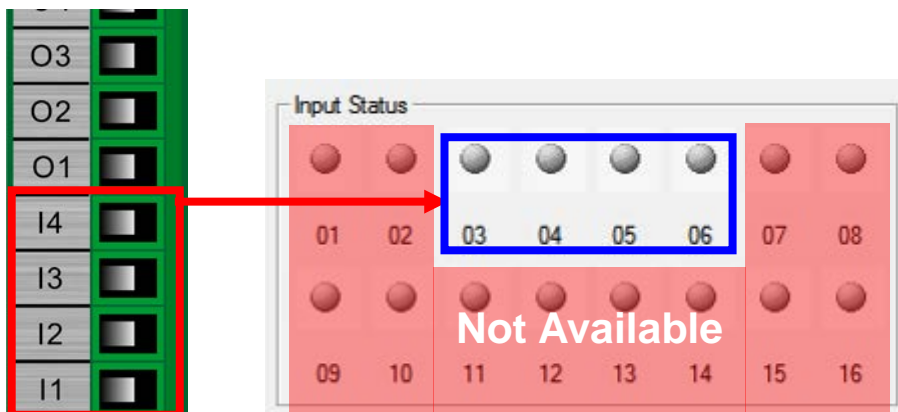 O3
O2
O1
I4
I3
I2
I1
Input Status
01 02 03 04 05 06 07 08
Not Available
09 10 11 12 13 14 15 16